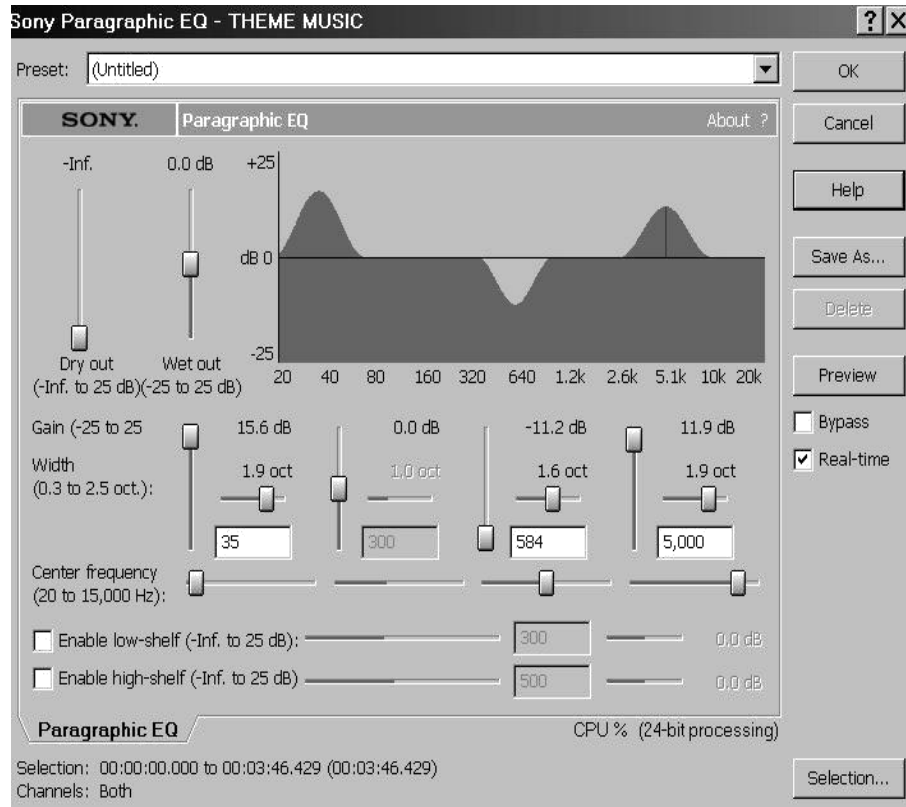 Sony Paragraphic EQ - THEME MUSIC
? X
Preset: (Untitled)
OK
SONY. Paragraphic EQ About ?
Cancel
-Inf. 0.0 dB +25
Help
dB 0
Save As...
Delete
-25
Dry out Wet out
(-Inf. to 25 dB)(-25 to 25 dB)
20 40 80 160 320 640 1.2k 2.6k 5.1k 10k 20k
Preview
Gain (-25 to 25 15.6 dB 0.0 dB -11.2 dB 11.9 dB
Bypass
Width 1.9 oct 1.0 oct 1.6 oct 1.9 oct
(0.3 to 2.5 oct.):
Real-time
35 300 584 5,000
Center frequency
(20 to 15,000 Hz):
Enable low-shelf (-Inf. to 25 dB): 300 0.0 dB
Enable high-shelf (-Inf. to 25 dB) 500 0.0 dB
Paragraphic EQ CPU % (24-bit processing)
Selection: 00:00:00.000 to 00:03:46.429 (00:03:46.429)
Channels: Both
Selection...